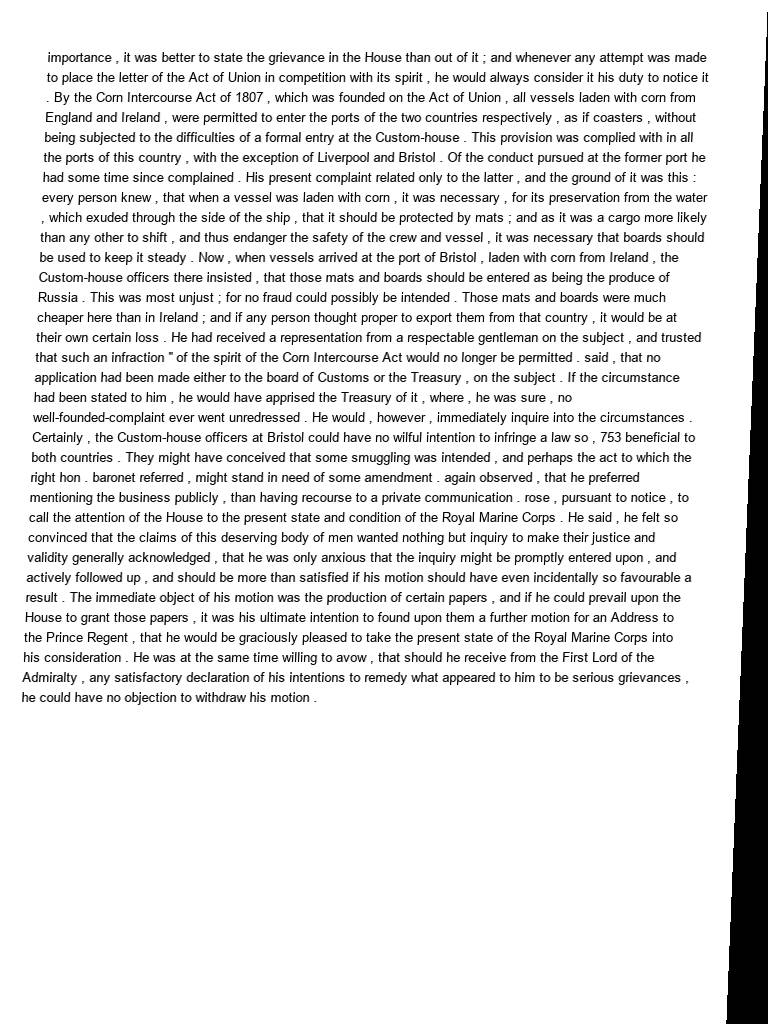 importance , it was better to state the grievance in the House than out of it ; and whenever any attempt was made
to place the letter of the Act of Union in competition with its spirit , he would always consider it his duty to notice it
. By the Corn Intercourse Act of 1807 , which was founded on the Act of Union , all vessels laden with corn from
England and Ireland , were permitted to enter the ports of the two countries respectively , as if coasters , without
being subjected to the difficulties of a formal entry at the Custom-house . This provision was complied with in all
the ports of this country , with the exception of Liverpool and Bristol . Of the conduct pursued at the former port he
had some time since complained . His present complaint related only to the latter , and the ground of it was this :
every person knew , that when a vessel was laden with corn , it was necessary , for its preservation from the water
, which exuded through the side of the ship , that it should be protected by mats ; and as it was a cargo more likely
than any other to shift , and thus endanger the safety of the crew and vessel , it was necessary that boards should
be used to keep it steady . Now , when vessels arrived at the port of Bristol , laden with corn from Ireland , the
Custom-house officers there insisted , that those mats and boards should be entered as being the produce of
Russia . This was most unjust ; for no fraud could possibly be intended . Those mats and boards were much
cheaper here than in Ireland ; and if any person thought proper to export them from that country , it would be at
their own certain loss . He had received a representation from a respectable gentleman on the subject , and trusted
that such an infraction " of the spirit of the Corn Intercourse Act would no longer be permitted . said , that no
application had been made either to the board of Customs or the Treasury , on the subject . If the circumstance
had been stated to him , he would have apprised the Treasury of it , where , he was sure , no
well-founded-complaint ever went unredressed . He would , however , immediately inquire into the circumstances .
Certainly , the Custom-house officers at Bristol could have no wilful intention to infringe a law so , 753 beneficial to
both countries . They might have conceived that some smuggling was intended , and perhaps the act to which the
right hon . baronet referred , might stand in need of some amendment . again observed , that he preferred
mentioning the business publicly , than having recourse to a private communication . rose , pursuant to notice , to
call the attention of the House to the present state and condition of the Royal Marine Corps . He said , he felt so
convinced that the claims of this deserving body of men wanted nothing but inquiry to make their justice and
validity generally acknowledged , that he was only anxious that the inquiry might be promptly entered upon , and
actively followed up , and should be more than satisfied if his motion should have even incidentally so favourable a
result . The immediate object of his motion was the production of certain papers , and if he could prevail upon the
House to grant those papers , it was his ultimate intention to found upon them a further motion for an Address to
the Prince Regent , that he would be graciously pleased to take the present state of the Royal Marine Corps into
his consideration . He was at the same time willing to avow , that should he receive from the First Lord of the
Admiralty , any satisfactory declaration of his intentions to remedy what appeared to him to be serious grievances ,
he could have no objection to withdraw his motion .